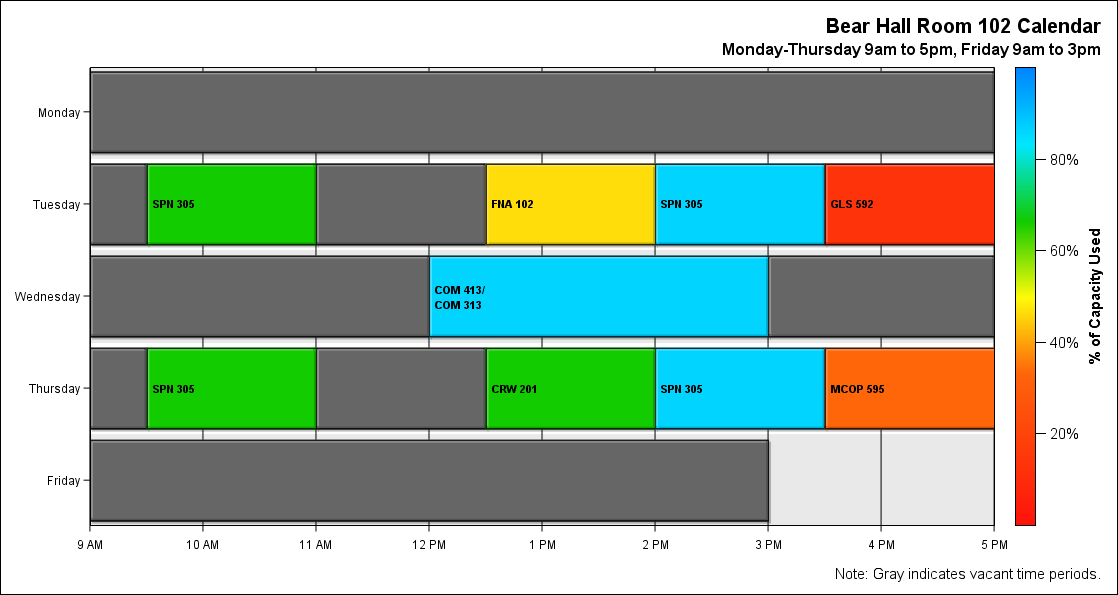 Bear Hall Room 102 Calendar
Monday-Thursday 9am to 5pm, Friday 9am to 3pm
Monday
Tuesday
SPN 305
FNA 102
SPN 305
GLS 592
Wednesday
COM 413/
COM 313
Thursday
SPN 305
CRW 201
SPN 305
MCOP 595
Friday
9 AM
10 AM
11 AM
12 PM
1 PM
2 PM
3 PM
4 PM
5 PM
80%
60%
40%
20%
% of Capacity Used
Note: Gray indicates vacant time periods.